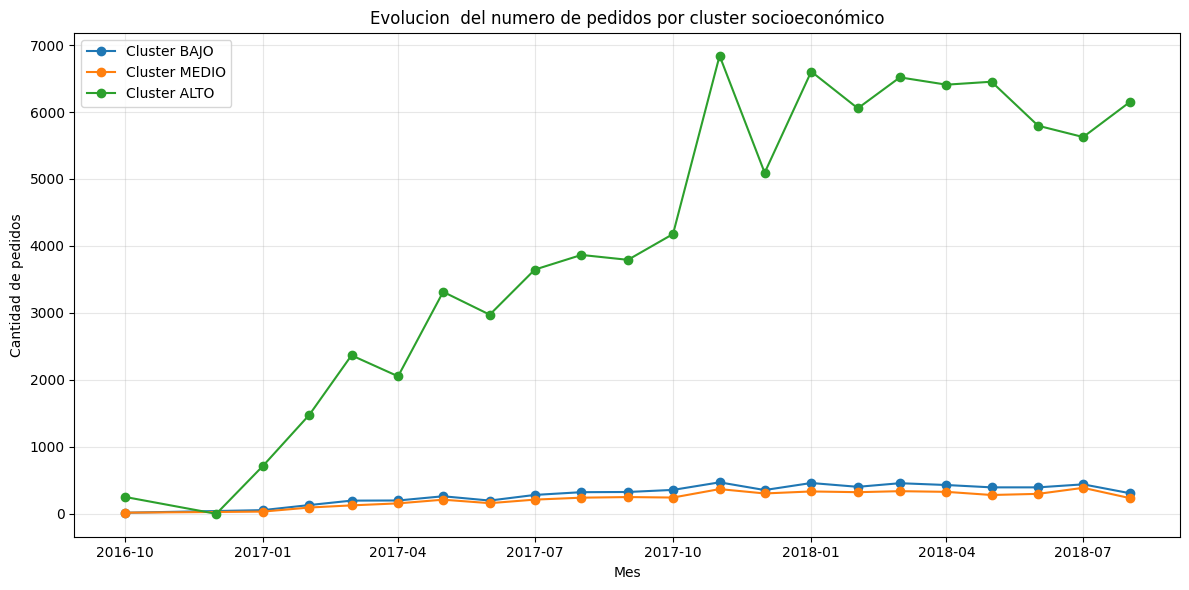 Evolucion  del numero de pedidos por cluster socioeconómico
Cluster BAJO
Cluster MEDIO
Cluster ALTO
7000
6000
5000
4000
3000
2000
1000
0
Cantidad de pedidos
2016-10
2017-01
2017-04
2017-07
2017-10
2018-01
2018-04
2018-07
Mes